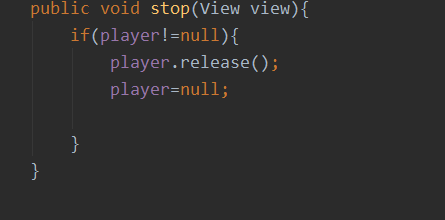 public void stop(View view){
if(player!=null){
player.release();
player=null;
}
}